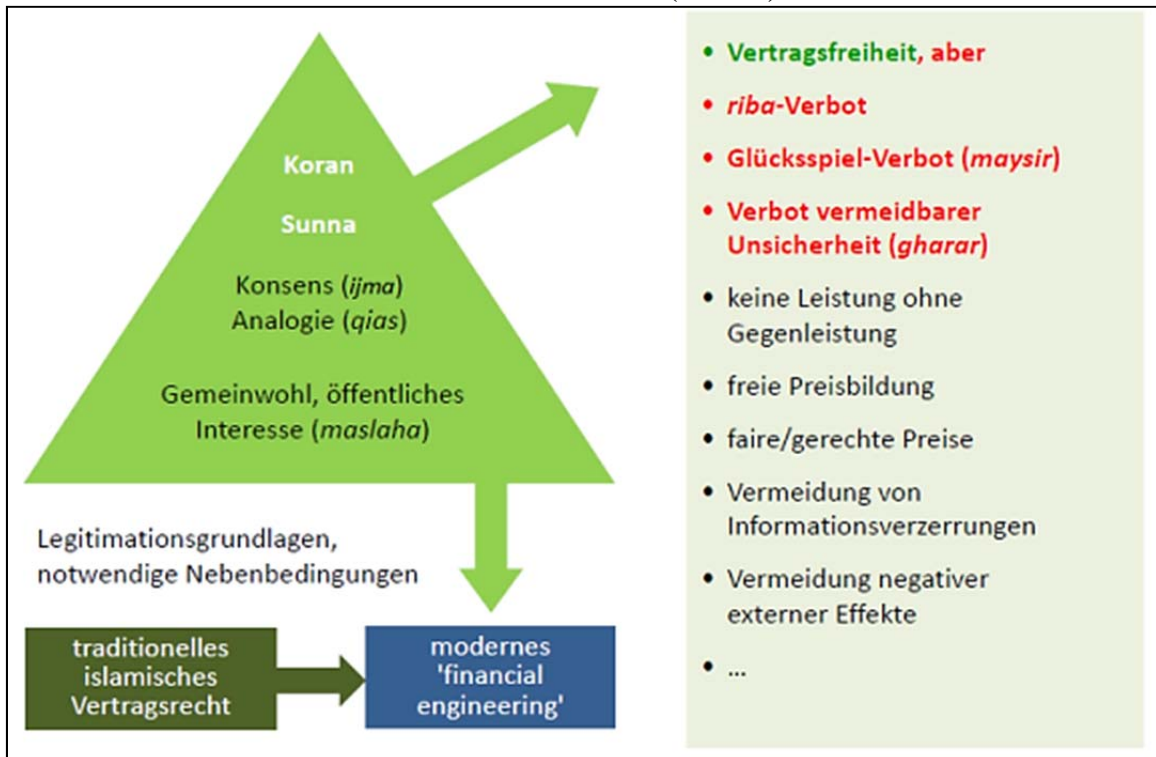 Koran
Sunna
Konsens (ijma)
Analogie (qias)
Gemeinwohl, öffentliches
Interesse (maslaha)
Legitimationsgrundlagen,
notwendige Nebenbedingungen
traditionelles
islamisches
Vertragsrecht
modernes
'financial
engineering'
• Vertragsfreiheit, aber
• riba-Verbot
• Glücksspiel-Verbot (maysir)
• Verbot vermeidbarer
Unsicherheit (gharar)
• keine Leistung ohne
Gegenleistung
• freie Preisbildung
• faire/gerechte Preise
• Vermeidung von
Informationsverzerrungen
• Vermeidung negativer
externer Effekte
• ...